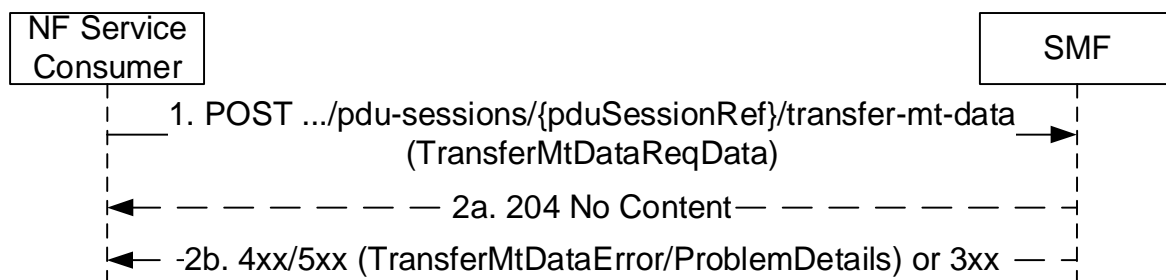 NF Service
Consumer
SMF
1. POST .../pdu-sessions/{pduSessionRef}/transfer-mt-data
(TransferMtDataReqData)
2a. 204 No Content
2b. 4xx/5xx (TransferMtDataError/ProblemDetails) or 3xx